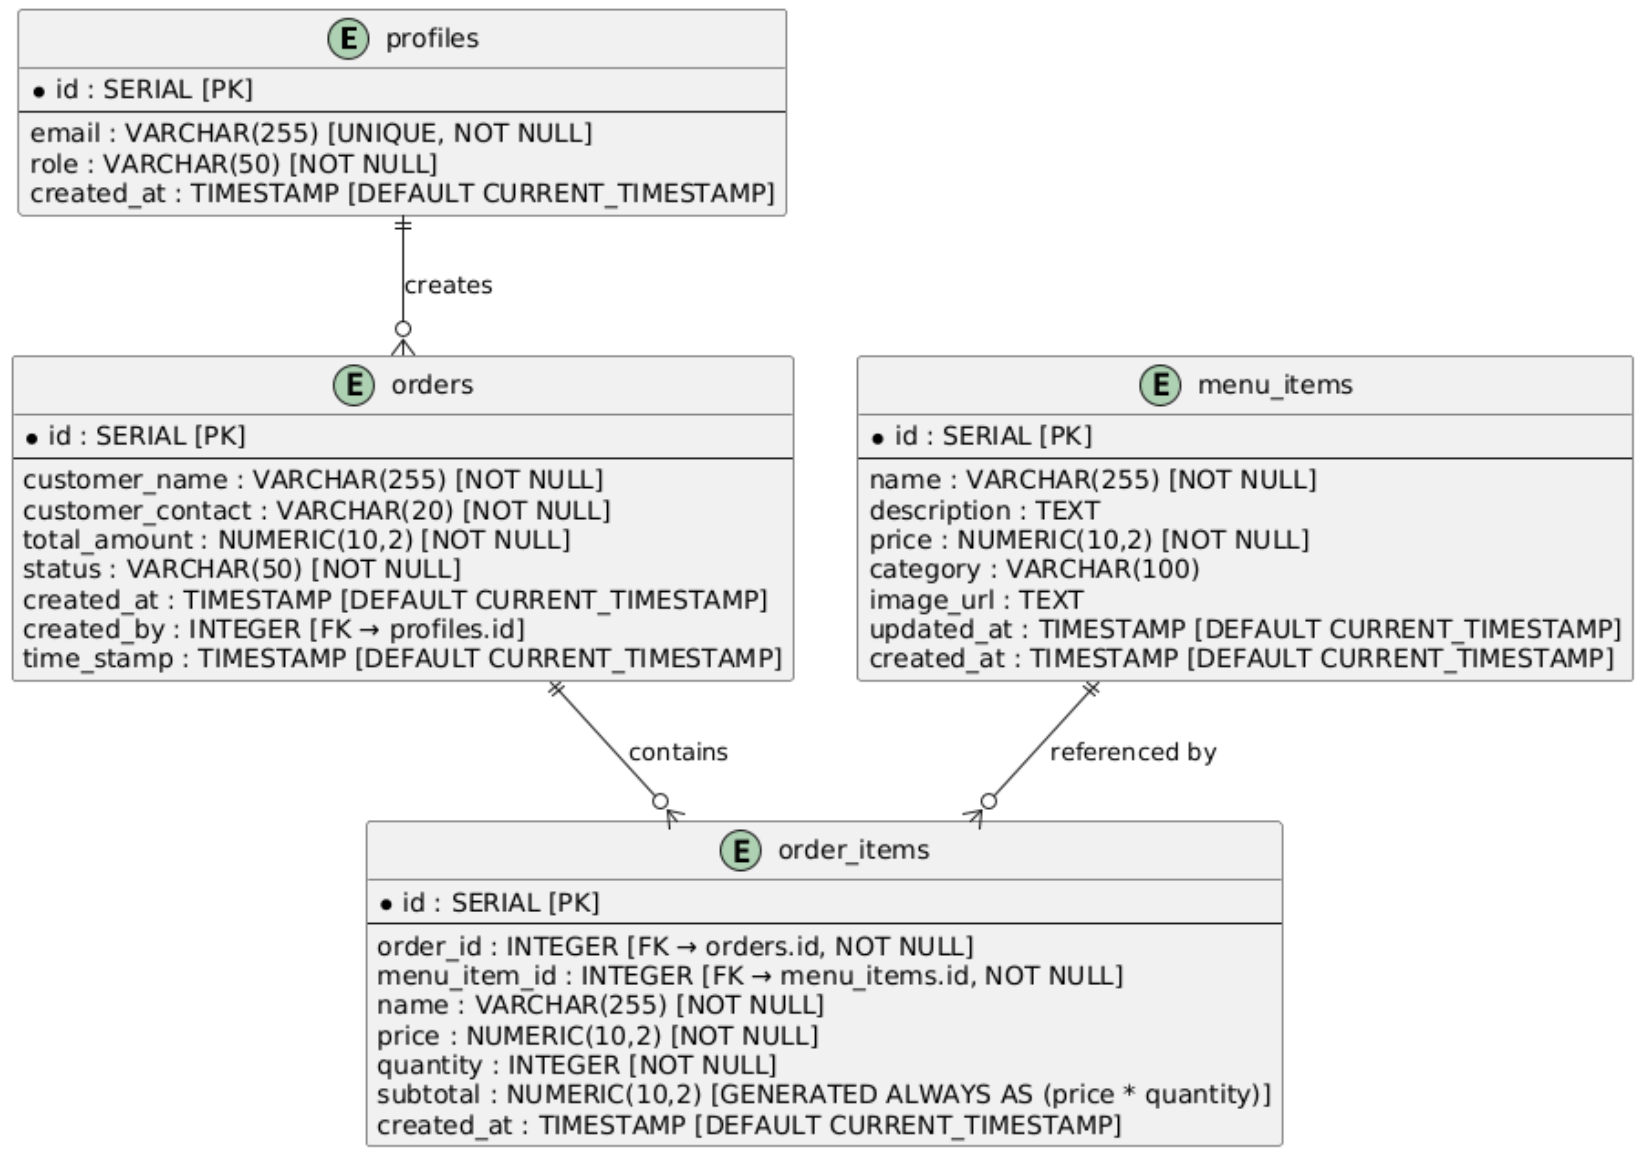 E profiles
id : SERIAL [PK]
email : VARCHAR(255) [UNIQUE, NOT NULL]
role : VARCHAR(50) [NOT NULL]
created_at : TIMESTAMP [DEFAULT CURRENT_TIMESTAMP]
creates
E orders
id : SERIAL [PK]
customer_name : VARCHAR(255) [NOT NULL]
customer_contact : VARCHAR(20) [NOT NULL]
total_amount : NUMERIC(10,2) [NOT NULL]
status : VARCHAR(50) [NOT NULL]
created_at : TIMESTAMP [DEFAULT CURRENT_TIMESTAMP]
created_by : INTEGER [FK → profiles.id]
time_stamp : TIMESTAMP [DEFAULT CURRENT_TIMESTAMP]
E menu_items
id : SERIAL [PK]
name : VARCHAR(255) [NOT NULL]
description : TEXT
price : NUMERIC(10,2) [NOT NULL]
category : VARCHAR(100)
image_url : TEXT
updated_at : TIMESTAMP [DEFAULT CURRENT_TIMESTAMP]
created_at : TIMESTAMP [DEFAULT CURRENT_TIMESTAMP]
contains
referenced by
E order_items
id : SERIAL [PK]
order_id : INTEGER [FK → orders.id, NOT NULL]
menu_item_id : INTEGER [FK → menu_items.id, NOT NULL]
name : VARCHAR(255) [NOT NULL]
price : NUMERIC(10,2) [NOT NULL]
quantity : INTEGER [NOT NULL]
subtotal : NUMERIC(10,2) [GENERATED ALWAYS AS (price * quantity)]
created_at : TIMESTAMP [DEFAULT CURRENT_TIMESTAMP]